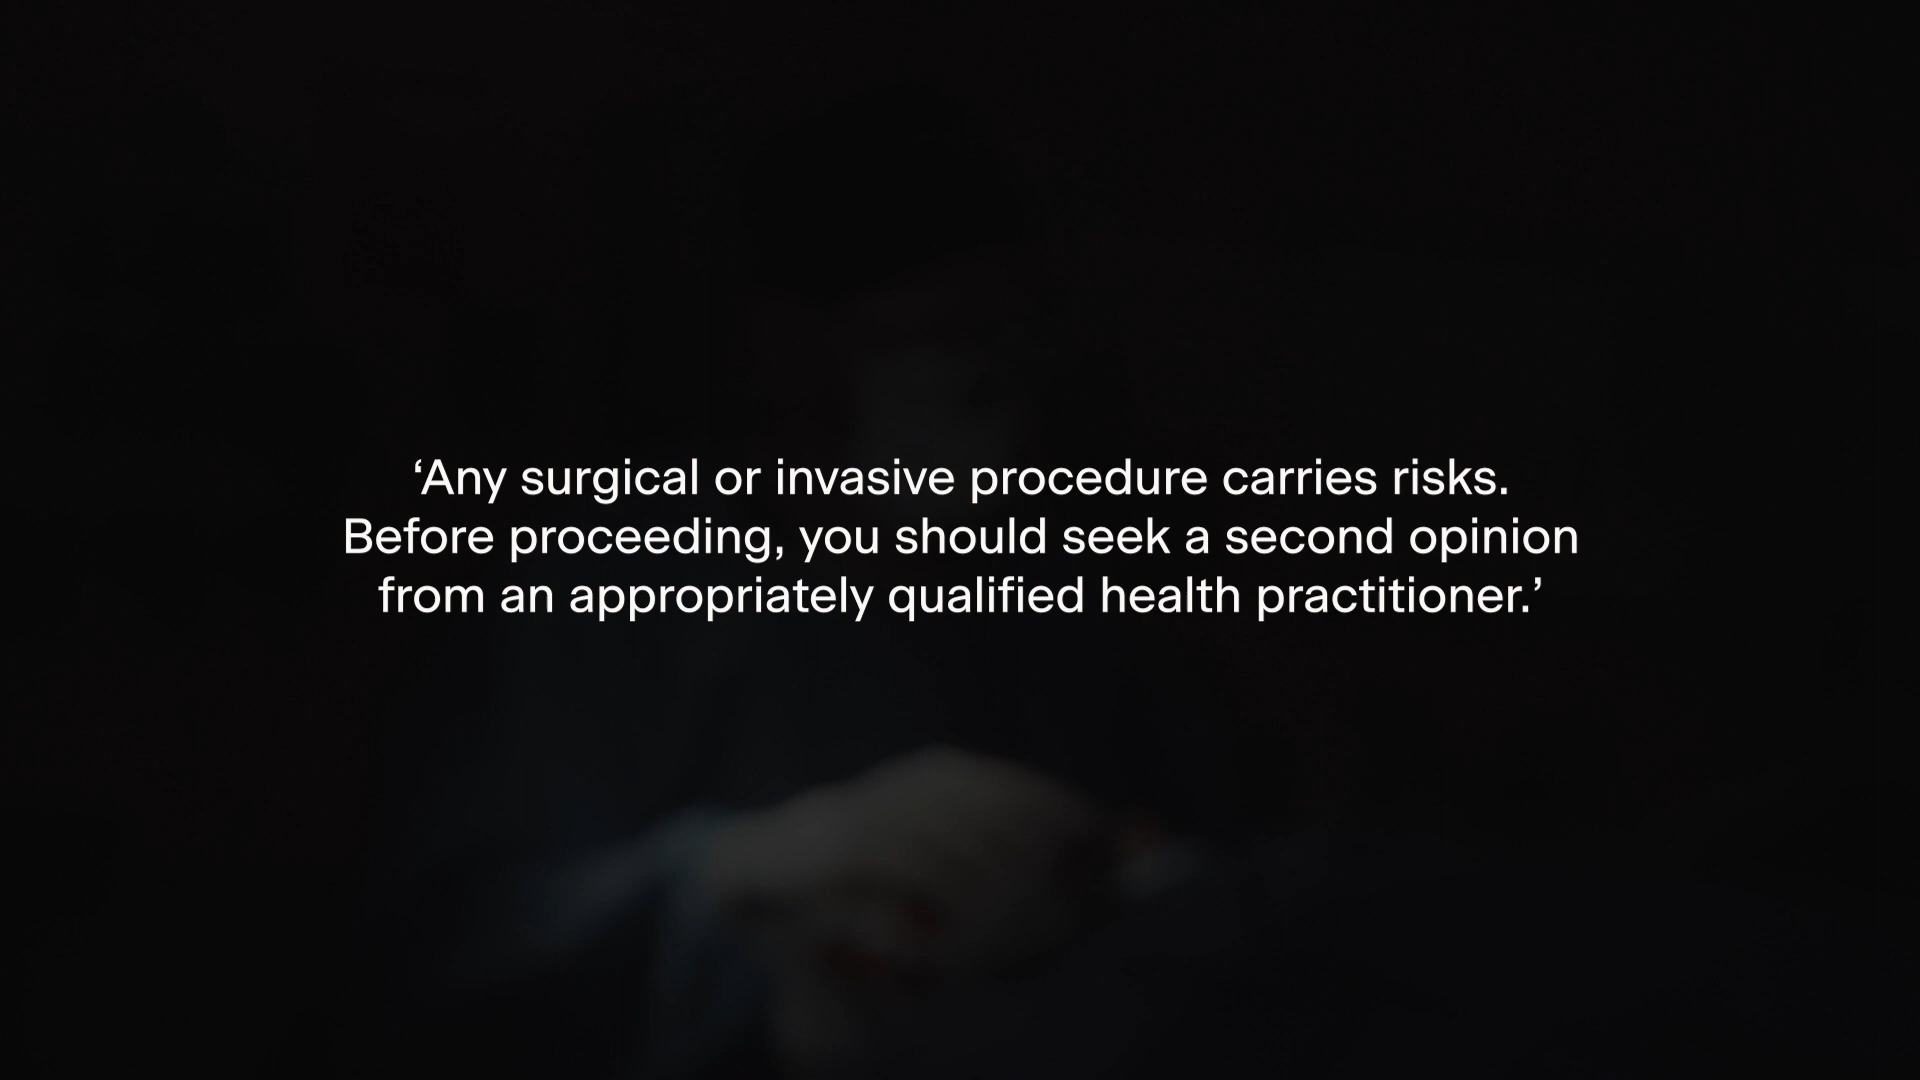 ‘Any surgical or invasive procedure carries risks.
Before proceeding, you should seek a second opinion
from an appropriately qualified health practitioner.’